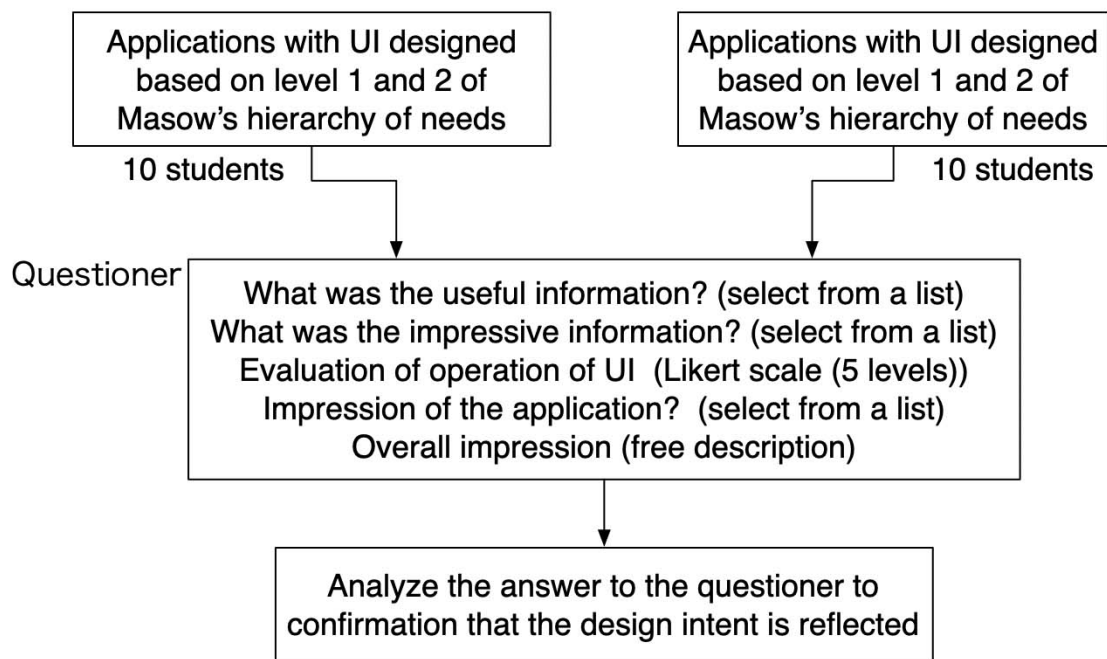 Applications with UI designed
based on level 1 and 2 of
Masow's hierarchy of needs
10 students
Applications with UI designed
based on level 1 and 2 of
Masow's hierarchy of needs
10 students
Questioner
What was the useful information? (select from a list)
What was the impressive information? (select from a list)
Evaluation of operation of UI (Likert scale (5 levels))
Impression of the application? (select from a list)
Overall impression (free description)
Analyze the answer to the questioner to
confirmation that the design intent is reflected